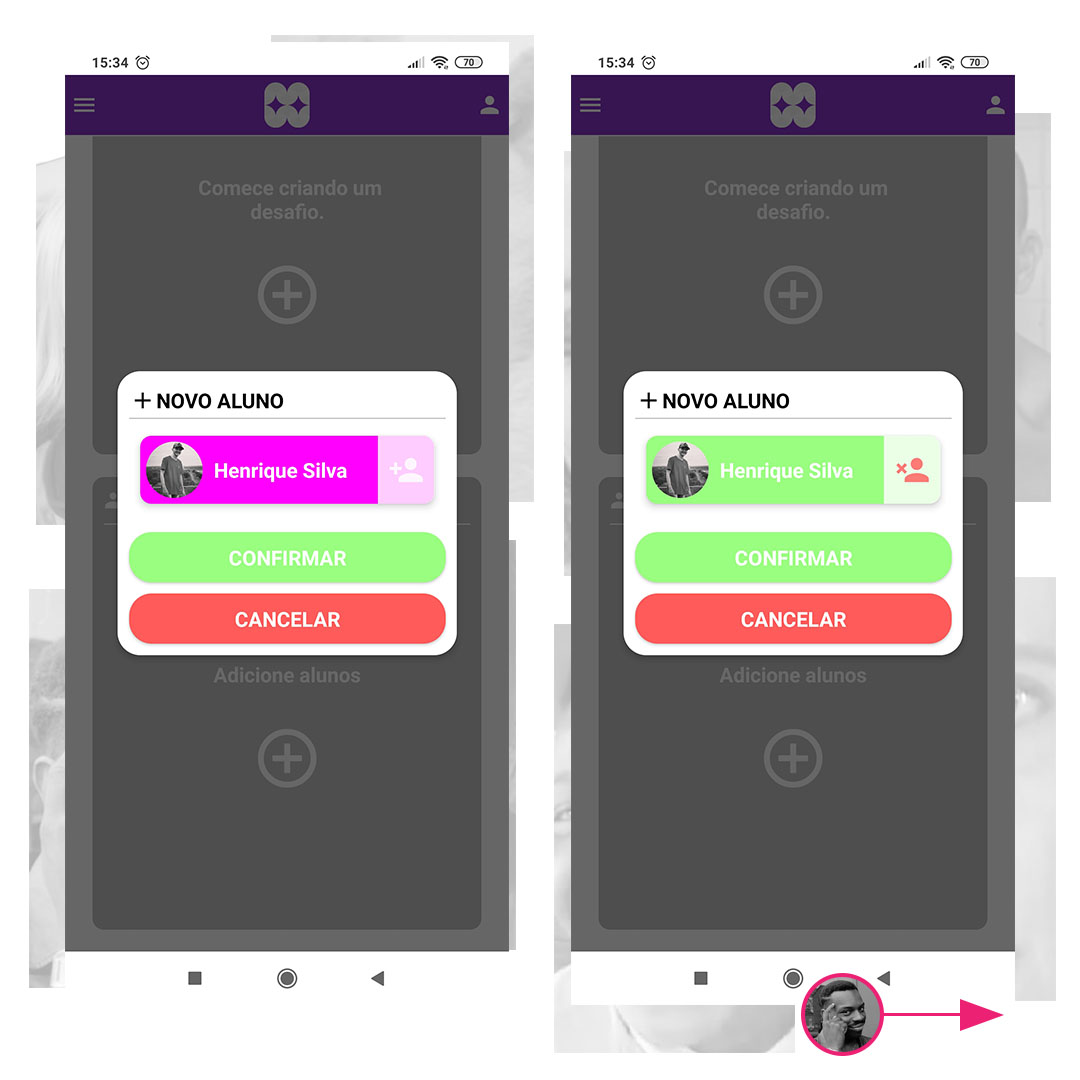 15:34
70
Comece criando um
desafio.
+ NOVO ALUNO
Henrique Silva
CONFIRMAR
CANCELAR
Adicione alunos
15:34
70
Comece criando um
desafio.
+ NOVO ALUNO
Henrique Silva
CONFIRMAR
CANCELAR
Adicione alunos